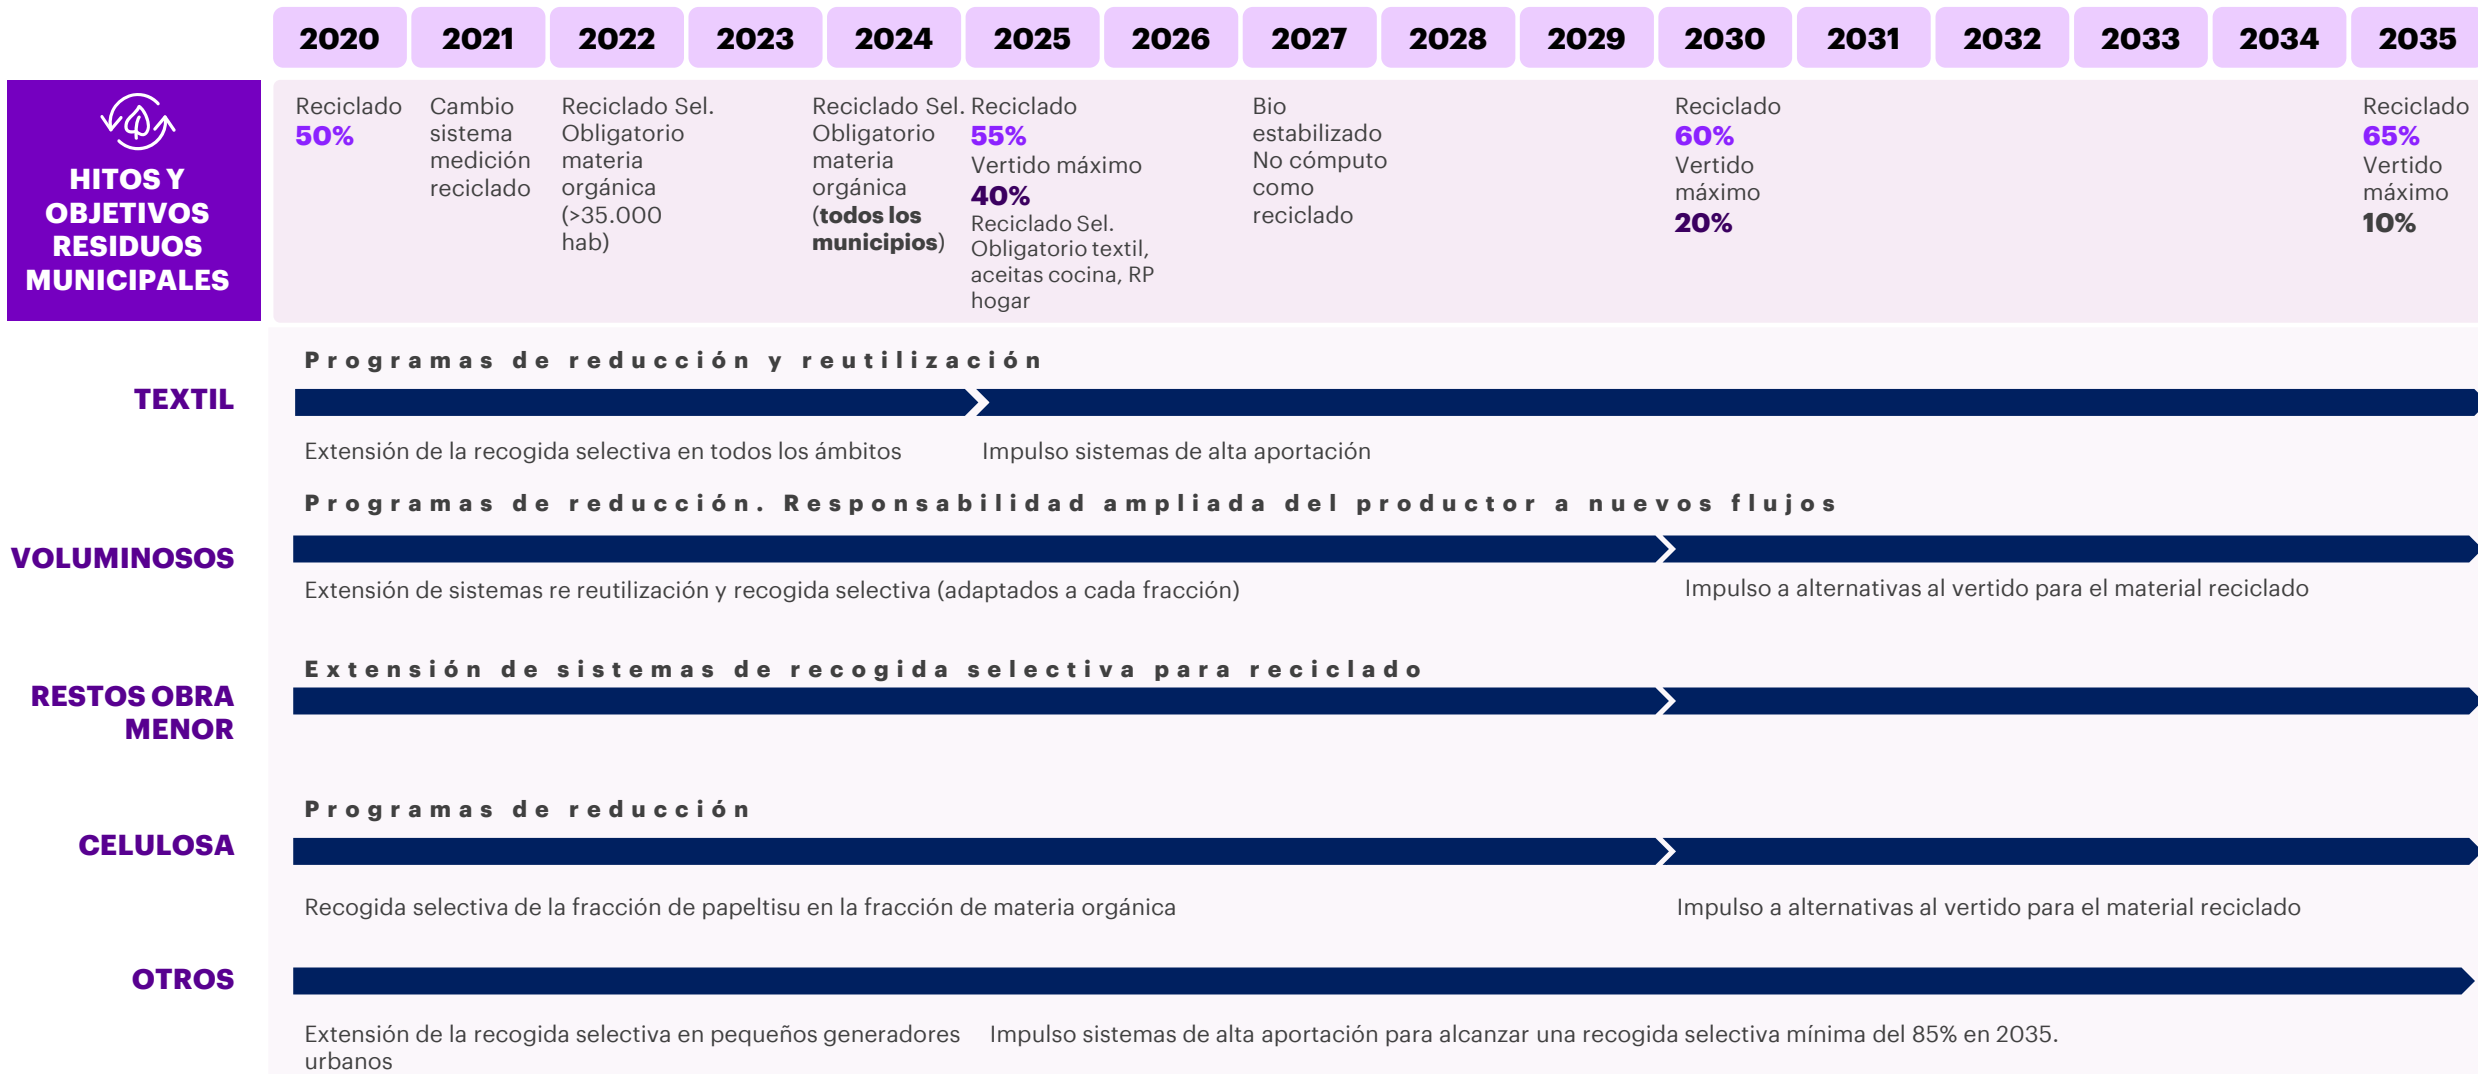 2020 2021 2022 2023 2024 2025 2026 2027 2028 2029 2030 2031 2032 2033 2034 2035
HITOS Y
OBJETIVOS
RESIDUOS
MUNICIPALES
Reciclado
50%
Cambio
sistema
medición
reciclado
Reciclado Sel.
Obligatorio
materia
orgánica
(>35.000
hab)
Reciclado Sel.
Obligatorio
materia
orgánica
(todos los
municipios)
Reciclado
55%
Vertido máximo
40%
Reciclado Sel.
Obligatorio textil,
aceitas cocina, RP
hogar
Bio
estabilizado
No cómputo
como
reciclado
Reciclado
60%
Vertido
máximo
20%
Reciclado
65%
Vertido
máximo
10%
TEXTIL
Programas de reducción y reutilización
Extensión de la recogida selectiva en todos los ámbitos
Impulso sistemas de alta aportación
VOLUMINOSOS
Programas de reducción. Responsabilidad ampliada del productor a nuevos flujos
Extensión de sistemas re reutilización y recogida selectiva (adaptados a cada fracción)
Impulso a alternativas al vertido para el material reciclado
RESTOS OBRA
MENOR
Extensión de sistemas de recogida selectiva para reciclado
CELULOSA
Programas de reducción
Recogida selectiva de la fracción de papeltisu en la fracción de materia orgánica
Impulso a alternativas al vertido para el material reciclado
OTROS
Extensión de la recogida selectiva en pequeños generadores
urbanos
Impulso sistemas de alta aportación para alcanzar una recogida selectiva mínima del 85% en 2035.